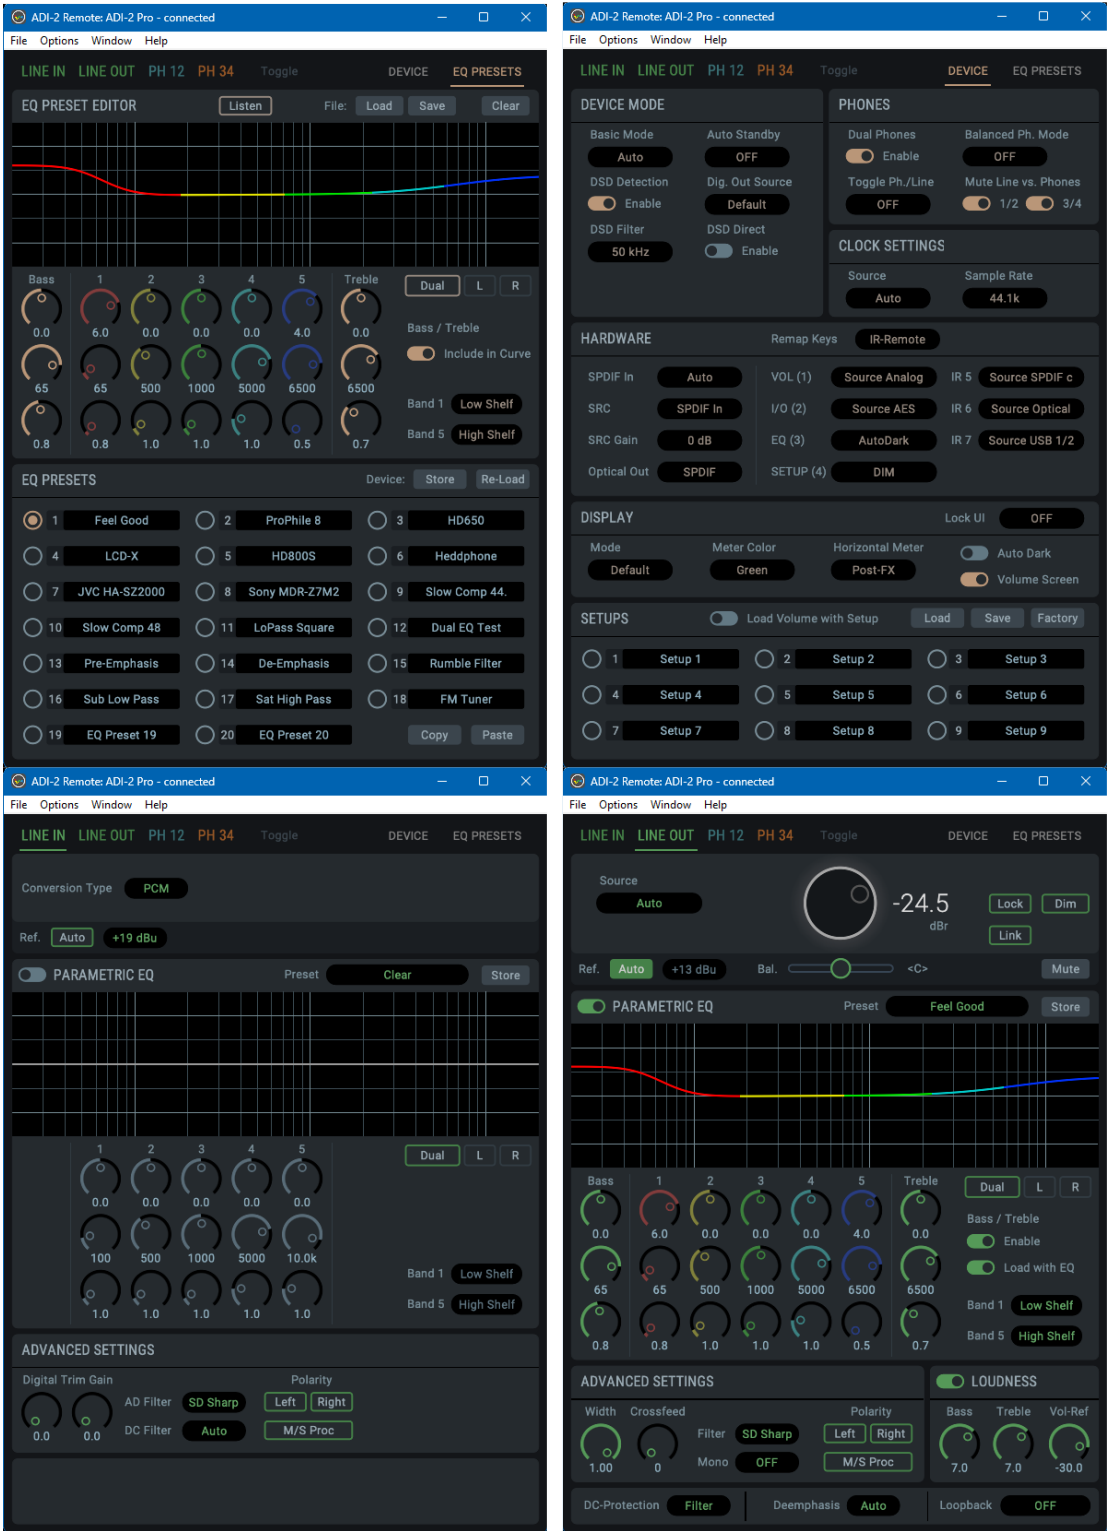 ADI-2 Remote: ADI-2 Pro - connected
File Options Window Help
LINE IN LINE OUT PH 12 PH 34 Toggle DEVICE EQ PRESETS
EQ PRESET EDITOR Listen File: Load Save Clear
Bass 1 2 3 4 5 Treble Dual L R
0.0 6.0 0.0 0.0 0.0 4.0 0.0
Bass / Treble
Include in Curve
65 65 500 1000 5000 6500 6500
Band 1 Low Shelf
Band 5 High Shelf
0.8 0.8 1.0 1.0 1.0 0.5 0.7
EQ PRESETS Device: Store Re-Load
1 Feel Good 2 ProPhile 8 3 HD650
4 LCD-X 5 HD800S 6 Heddphone
7 JVC HA-SZ2000 8 Sony MDR-Z7M2 9 Slow Comp 44.
10 Slow Comp 48 11 LoPass Square 12 Dual EQ Test
13 Pre-Emphasis 14 De-Emphasis 15 Rumble Filter
16 Sub Low Pass 17 Sat High Pass 18 FM Tuner
19 EQ Preset 19 20 EQ Preset 20 Copy Paste
ADI-2 Remote: ADI-2 Pro - connected
File Options Window Help
LINE IN LINE OUT PH 12 PH 34 Toggle DEVICE EQ PRESETS
DEVICE MODE
Basic Mode Auto Standby
Auto OFF
DSD Detection Dig. Out Source
Enable Default
DSD Filter DSD Direct
50 kHz Enable
PHONES
Dual Phones Balanced Ph. Mode
Enable OFF
Toggle Ph./Line Mute Line vs. Phones
OFF 1/2 3/4
CLOCK SETTINGS
Source Sample Rate
Auto 44.1k
HARDWARE Remap Keys IR-Remote
SPDIF In Auto VOL (1) Source Analog IR 5 Source SPDIF c
SRC SPDIF In I/O (2) Source AES IR 6 Source Optical
SRC Gain 0 dB EQ (3) AutoDark IR 7 Source USB 1/2
Optical Out SPDIF SETUP (4) DIM
DISPLAY Lock UI OFF
Mode Meter Color Horizontal Meter Auto Dark
Default Green Post-FX Volume Screen
SETUPS Load Volume with Setup Load Save Factory
1 Setup 1 2 Setup 2 3 Setup 3
4 Setup 4 5 Setup 5 6 Setup 6
7 Setup 7 8 Setup 8 9 Setup 9
ADI-2 Remote: ADI-2 Pro - connected
File Options Window Help
LINE IN LINE OUT PH 12 PH 34 Toggle DEVICE EQ PRESETS
Conversion Type PCM
Ref. Auto +19 dBu
PARAMETRIC EQ Preset Clear Store
1 2 3 4 5 Dual L R
0.0 0.0 0.0 0.0 0.0
100 500 1000 5000 10.0k
Band 1 Low Shelf
Band 5 High Shelf
1.0 1.0 1.0 1.0 1.0
ADVANCED SETTINGS
Digital Trim Gain Polarity
AD Filter SD Sharp Left Right
DC Filter Auto M/S Proc
0.0 0.0
ADI-2 Remote: ADI-2 Pro - connected
File Options Window Help
LINE IN LINE OUT PH 12 PH 34 Toggle DEVICE EQ PRESETS
Source
Auto -24.5 Lock Dim
dBr Link
Ref. Auto +13 dBu Bal. <C> Mute
PARAMETRIC EQ Preset Feel Good Store
Bass 1 2 3 4 5 Treble Dual L R
0.0 6.0 0.0 0.0 0.0 4.0 0.0
Bass / Treble
Enable
Load with EQ
65 65 500 1000 5000 6500 6500
Band 1 Low Shelf
Band 5 High Shelf
0.8 0.8 1.0 1.0 1.0 0.5 0.7
ADVANCED SETTINGS
Width Crossfeed Polarity
Filter SD Sharp Left Right
Mono OFF M/S Proc
1.00 0
LOUDNESS
Bass Treble Vol-Ref
7.0 7.0 -30.0
DC-Protection Filter Deemphasis Auto Loopback OFF